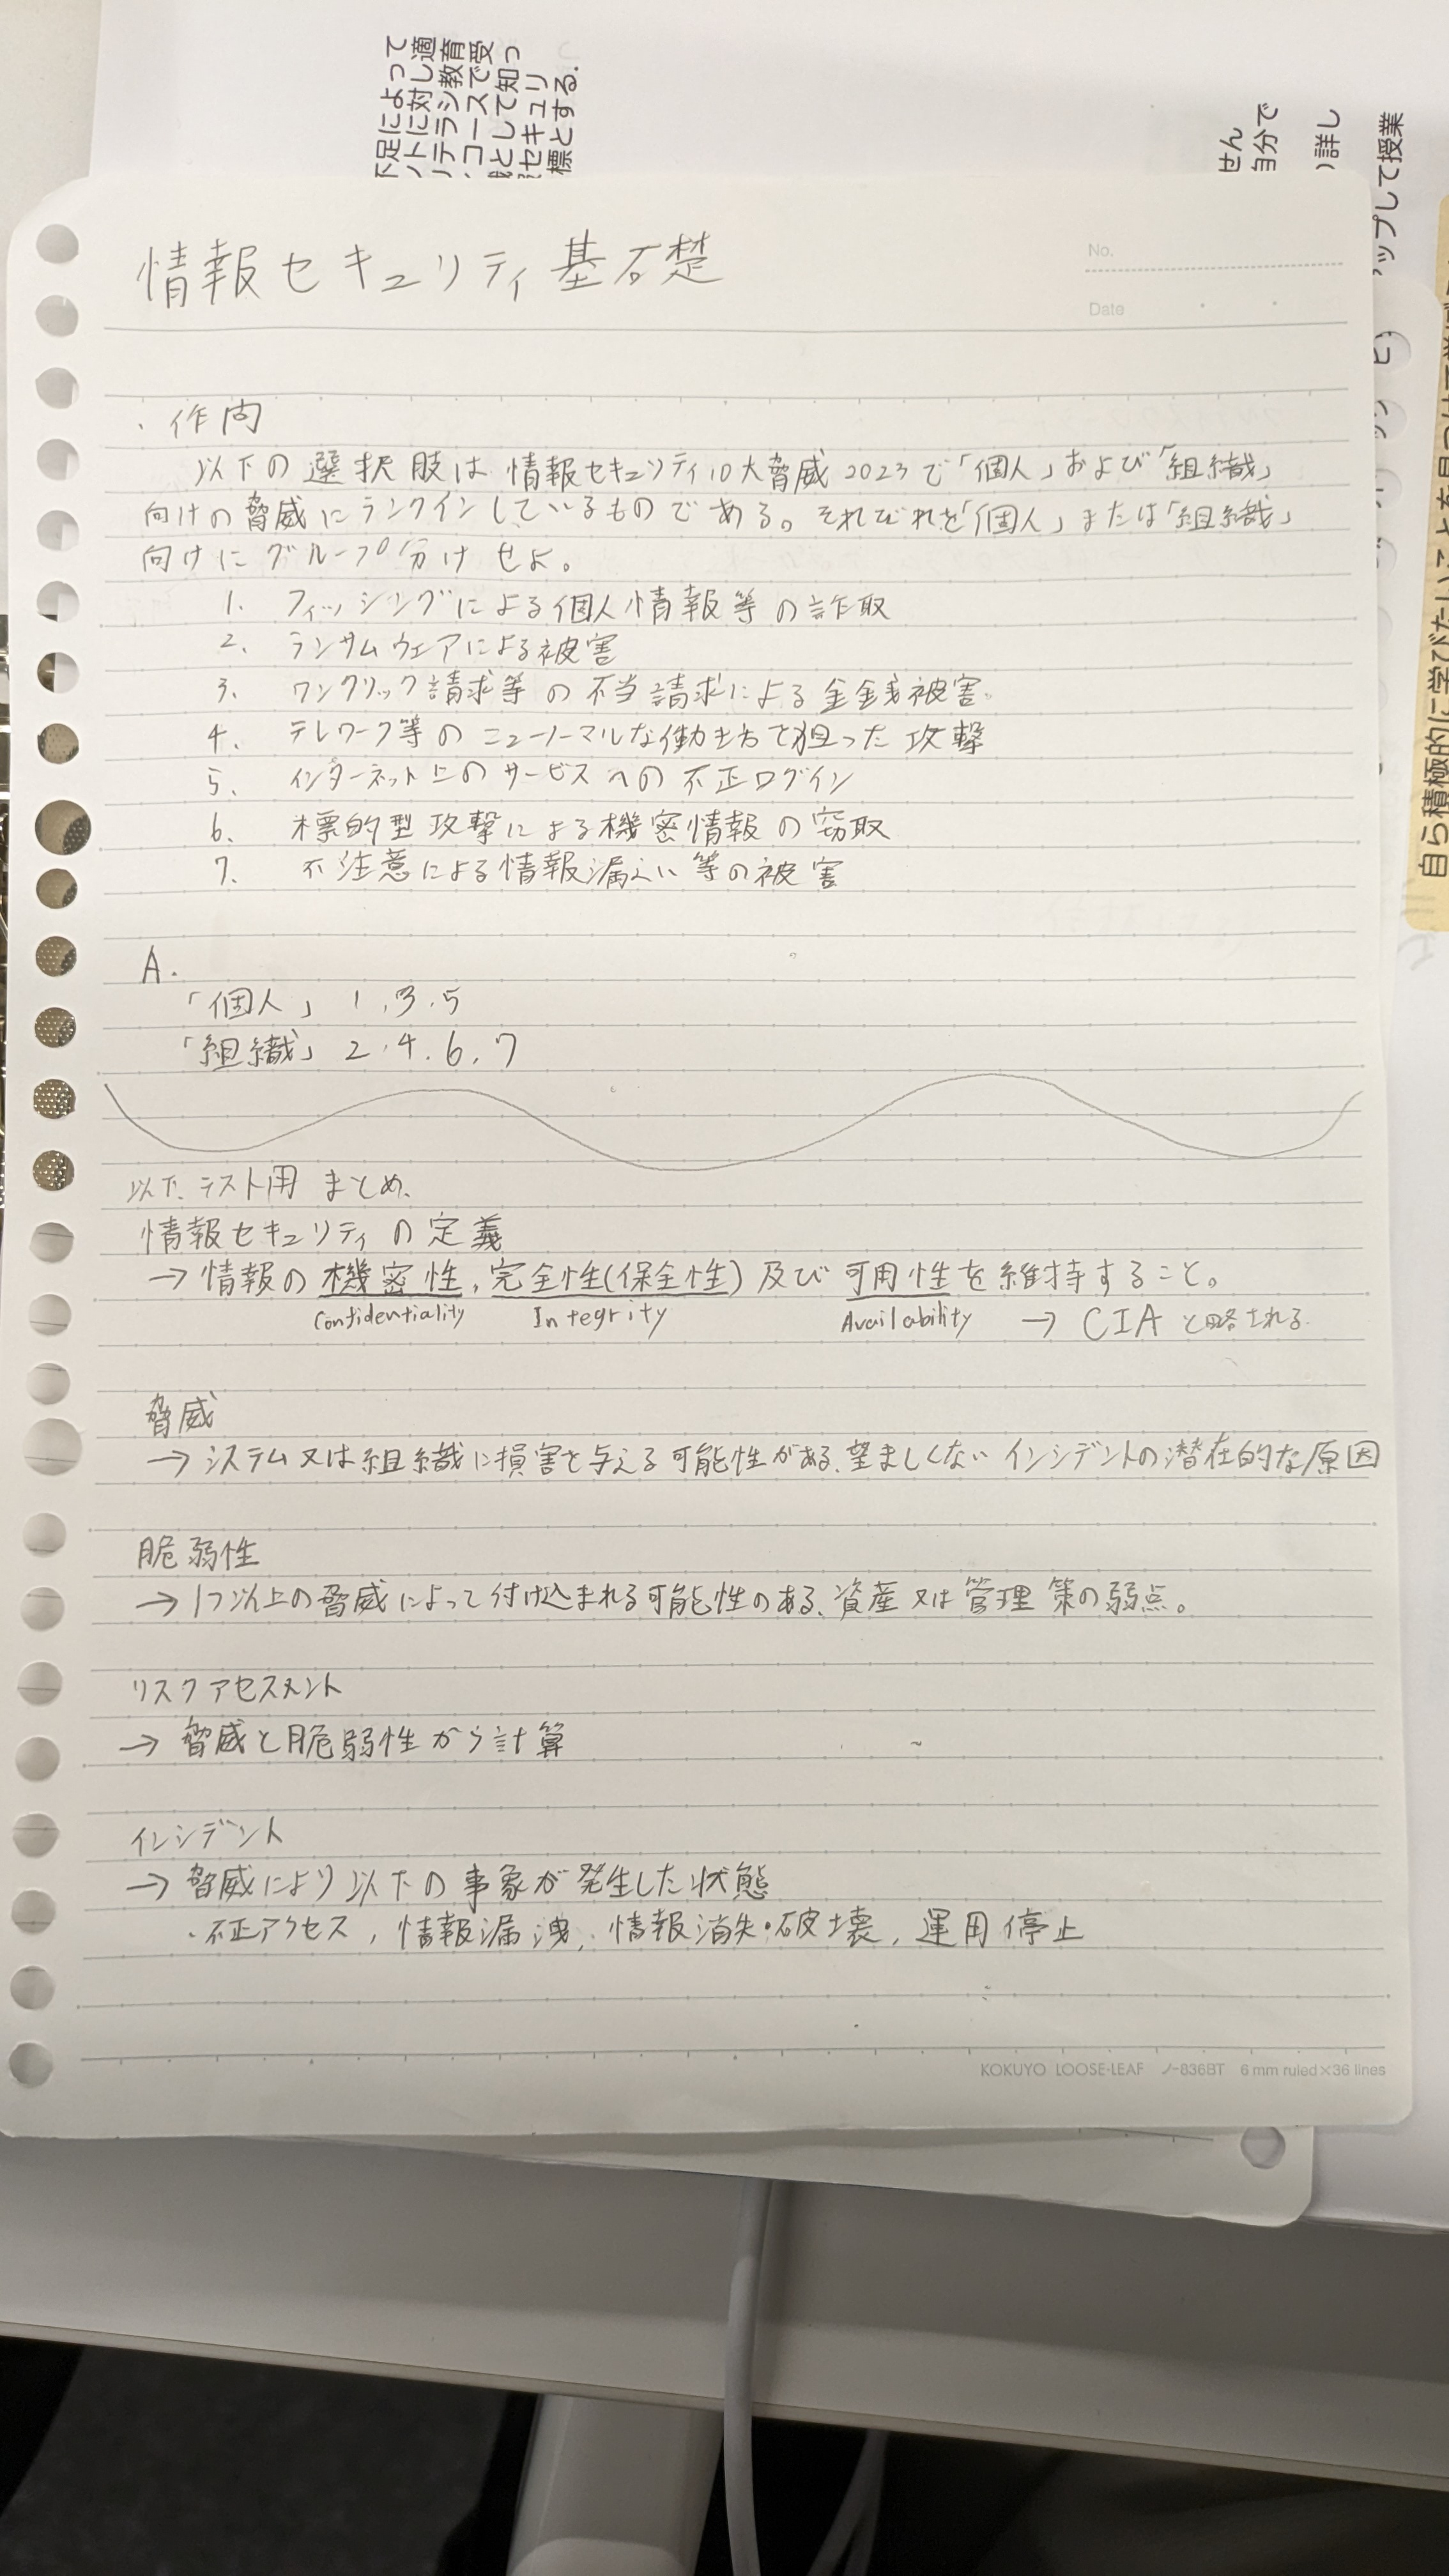 下足によって
ノトに対し適
リテラシ教育
、コースで受
として知っ
セキュリ
標とする.
せん
自分で
詳し
ップして授業
自ら積極的に学びたい
情報セキュリティ基礎
No.
Date
・作問
以下の選択肢は情報セキュリティ10大脅威2023で「個人」および「組織」
向けの脅威にランクインしているものである。それぞれを「個人」または「組織」
向けにグループ分けせよ。
1. フィッシングによる個人情報等の詐取
2. ランサムウェアによる被害
3. ワンクリック請求等の不当請求による金銭被害
4. テレワーク等のニューノーマルな働き方を狙った攻撃
5. インターネット上のサービスへの不正ログイン
6. 標的型攻撃による機密情報の窃取
7. 不注意による情報漏えい等の被害
A.
「個人」 1.3.5
「組織」 2.4.6.7
以下、テスト用 まとめ
情報セキュリティの定義
→情報の機密性,完全性(保全性)及び可用性を維持すること。
Confidentiality Integrity Availability → CIAと略される
脅威
→システム又は組織に損害を与える可能性がある、望ましくないインシデントの潜在的な原因
脆弱性
→1つ以上の脅威によって付け込まれる可能性のある、資産又は管理策の弱点。
リスクアセスメント
→脅威と脆弱性から計算
インシデント
→脅威により以下の事象が発生した状態
・不正アクセス,情報漏洩,情報消失・破壊,運用停止
KOKUYO LOOSE-LEAF ノ-836BT 6 mm ruled×36 lines